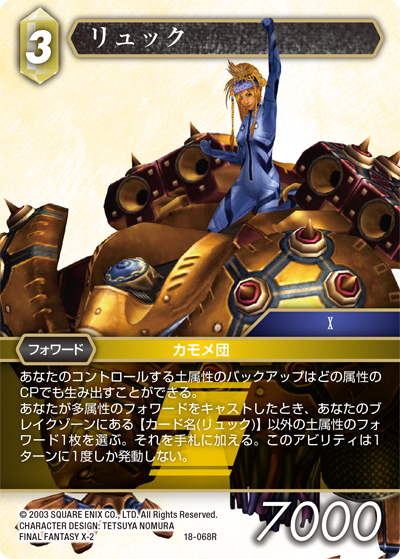 3
リュック
X
フォワード
カモメ団
あなたのコントロールする土属性のバックアップはどの属性の
CPでも生み出すことができる。
あなたが多属性のフォワードをキャストしたとき、あなたのブ
レイクゾーンにある【カード名(リュック)】以外の土属性のフォ
ワード1枚を選ぶ。それを手札に加える。このアビリティは1
ターンに1度しか発動しない。
© 2003 SQUARE ENIX CO., LTD. All Rights Reserved.
CHARACTER DESIGN: TETSUYA NOMURA
FINAL FANTASY X-2
18-068R
7000